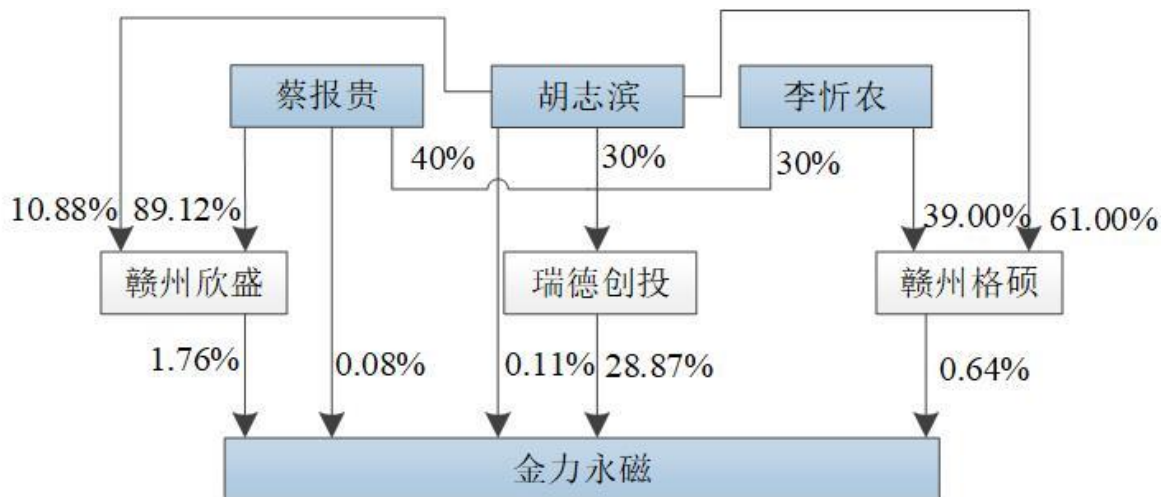 蔡报贵
胡志滨
李忻农
40%
30%
30%
10.88%
89.12%
39.00%
61.00%
赣州欣盛
瑞德创投
赣州格硕
1.76%
0.08%
0.11%
28.87%
0.64%
金力永磁